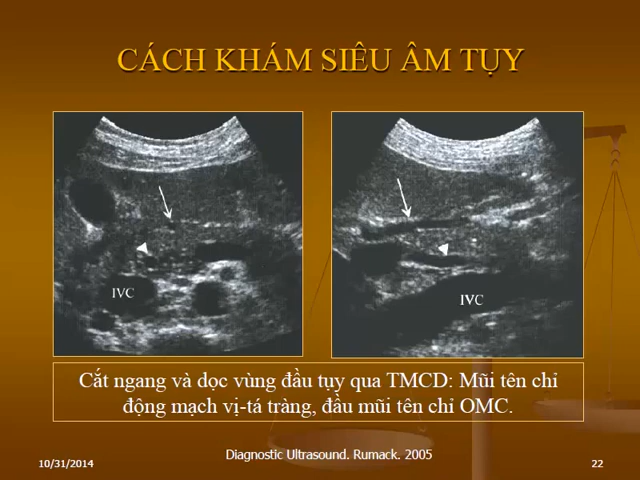 CÁCH KHÁM SIÊU ÂM TỤY
IVC
IVC
Cắt ngang và dọc vùng đầu tụy qua TMCD: Mũi tên chỉ
động mạch vị-tá tràng, đầu mũi tên chỉ OMC.
Diagnostic Ultrasound. Rumack. 2005
10/31/2014
22